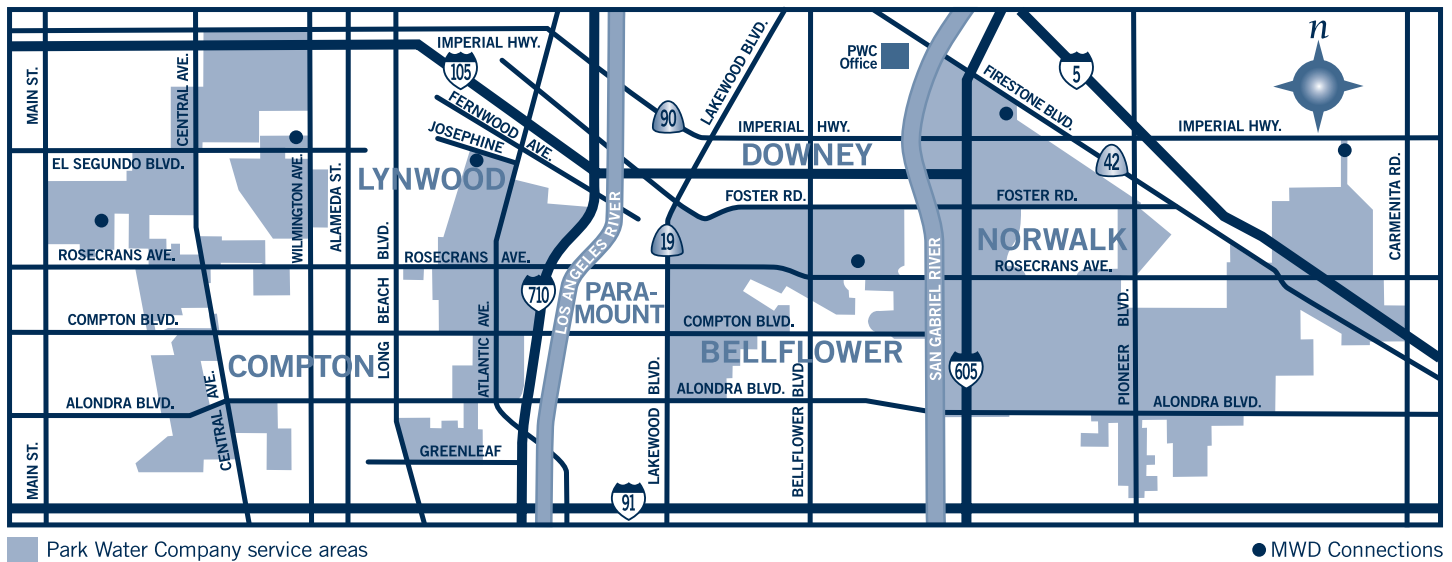 IMPERIAL HWY.
105
FERNWOOD AVE.
JOSEPHINE
LYNWOOD
MAIN ST.
CENTRAL AVE.
EL SEGUNDO BLVD.
WILMINGTON AVE.
ALAMEDA ST.
ROSECRANS AVE.
LONG BEACH BLVD.
ROSECRANS AVE.
COMPTON BLVD.
COMPTON
ATLANTIC AVE.
710
LOS ANGELES RIVER
ALONDRA BLVD.
CENTRAL AVE.
MAIN ST.
GREENLEAF
91
90
LAKEWOOD BLVD.
PWC
Office
IMPERIAL HWY.
DOWNEY
FOSTER RD.
19
PARA-
MOUNT
COMPTON BLVD.
BELLFLOWER
ALONDRA BLVD.
LAKEWOOD BLVD.
BELLFLOWER BLVD.
SAN GABRIEL RIVER
605
FIRESTONE BLVD.
5
42
IMPERIAL HWY.
n
FOSTER RD.
NORWALK
ROSECRANS AVE.
CARMENITA RD.
PIONEER BLVD.
ALONDRA BLVD.
Park Water Company service areas
MWD Connections